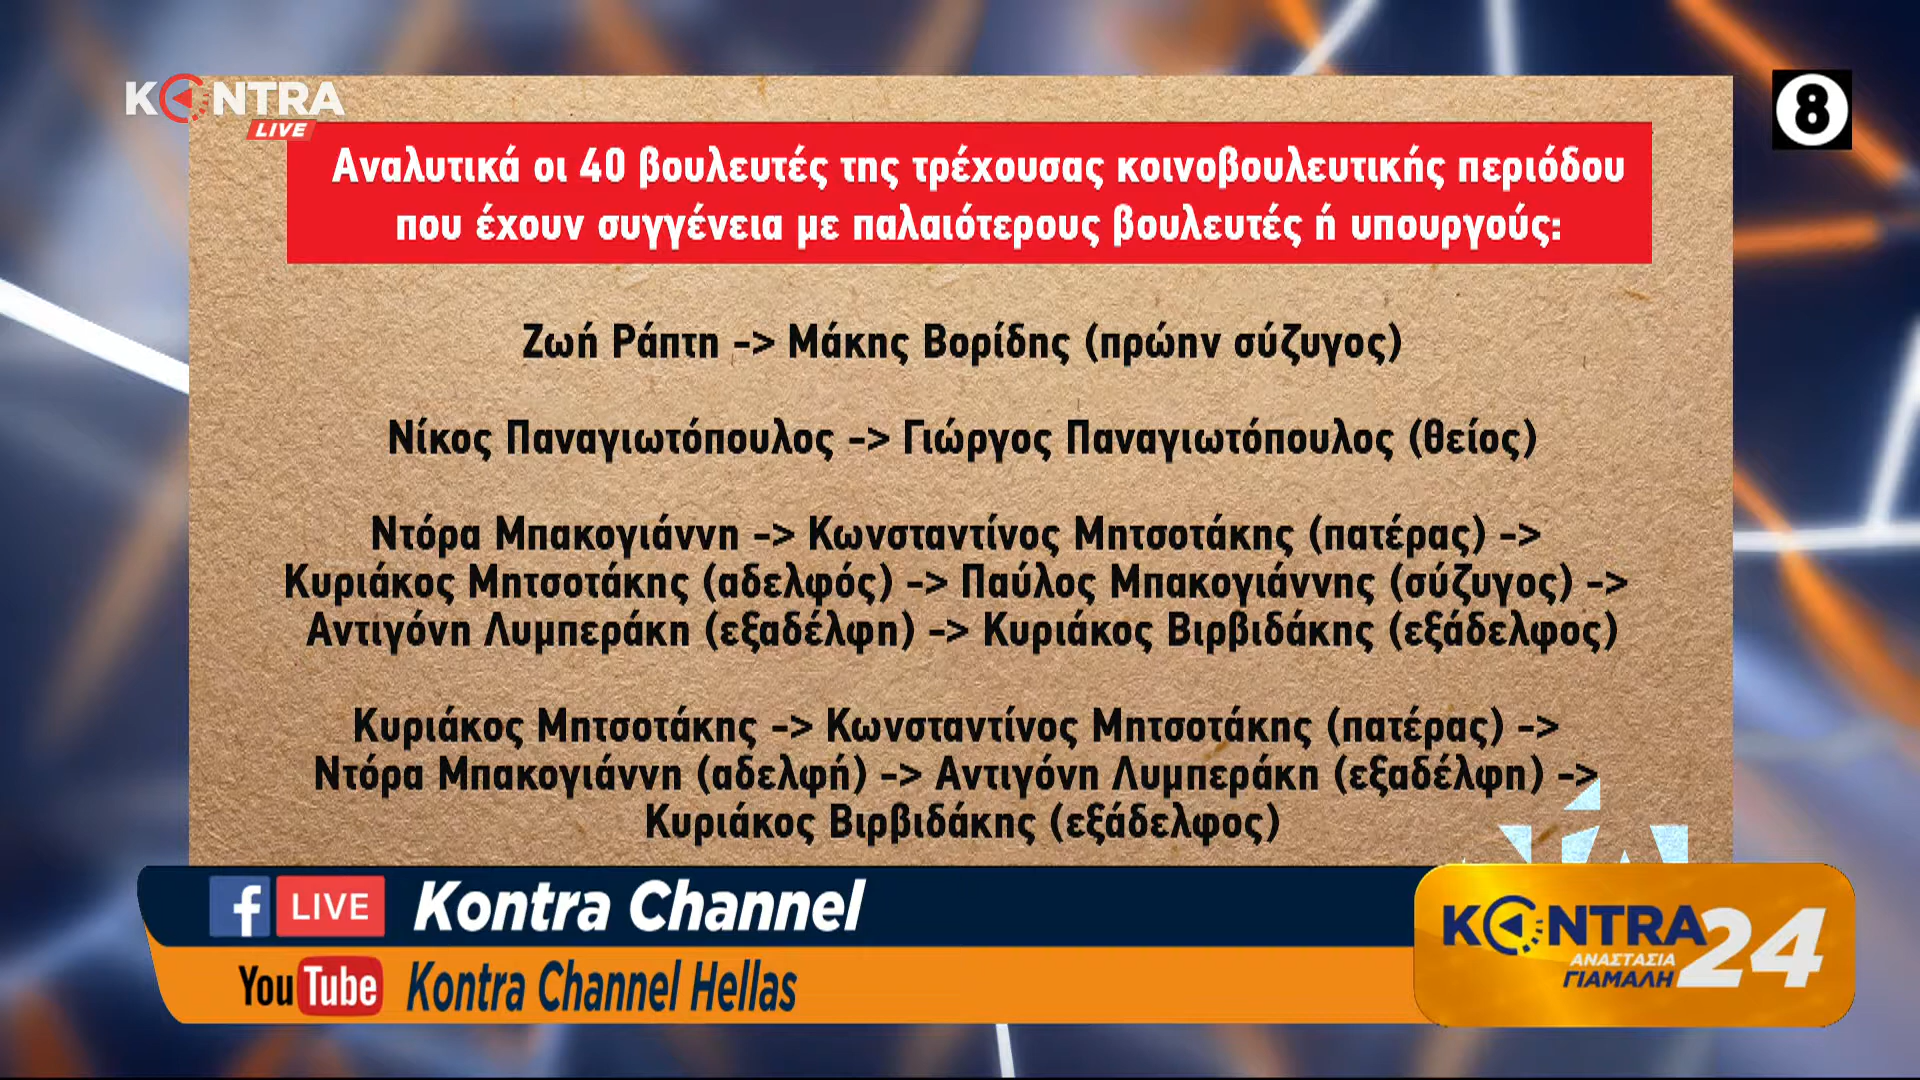 KONTRA
LIVE
8
Αναλυτικά οι 40 βουλευτές της τρέχουσας κοινοβουλευτικής περιόδου
που έχουν συγγένεια με παλαιότερους βουλευτές ή υπουργούς:
Ζωή Ράπτη -> Μάκης Βορίδης (πρώην σύζυγος)
Νίκος Παναγιωτόπουλος -> Γιώργος Παναγιωτόπουλος (θείος)
Ντόρα Μπακογιάννη -> Κωνσταντίνος Μητσοτάκης (πατέρας) ->
Κυριάκος Μητσοτάκης (αδελφός) -> Παύλος Μπακογιάννης (σύζυγος) ->
Αντιγόνη Λυμπεράκη (εξαδέλφη) -> Κυριάκος Βιρβιδάκης (εξάδελφος)
Κυριάκος Μητσοτάκης -> Κωνσταντίνος Μητσοτάκης (πατέρας) ->
Ντόρα Μπακογιάννη (αδελφή) -> Αντιγόνη Λυμπεράκη (εξαδέλφη) ->
Κυριάκος Βιρβιδάκης (εξάδελφος)
f LIVE Kontra Channel
YouTube Kontra Channel Hellas
KONTRA 24
ΑΝΑΣΤΑΣΙΑ
ΓΙΑΜΑΛΗ